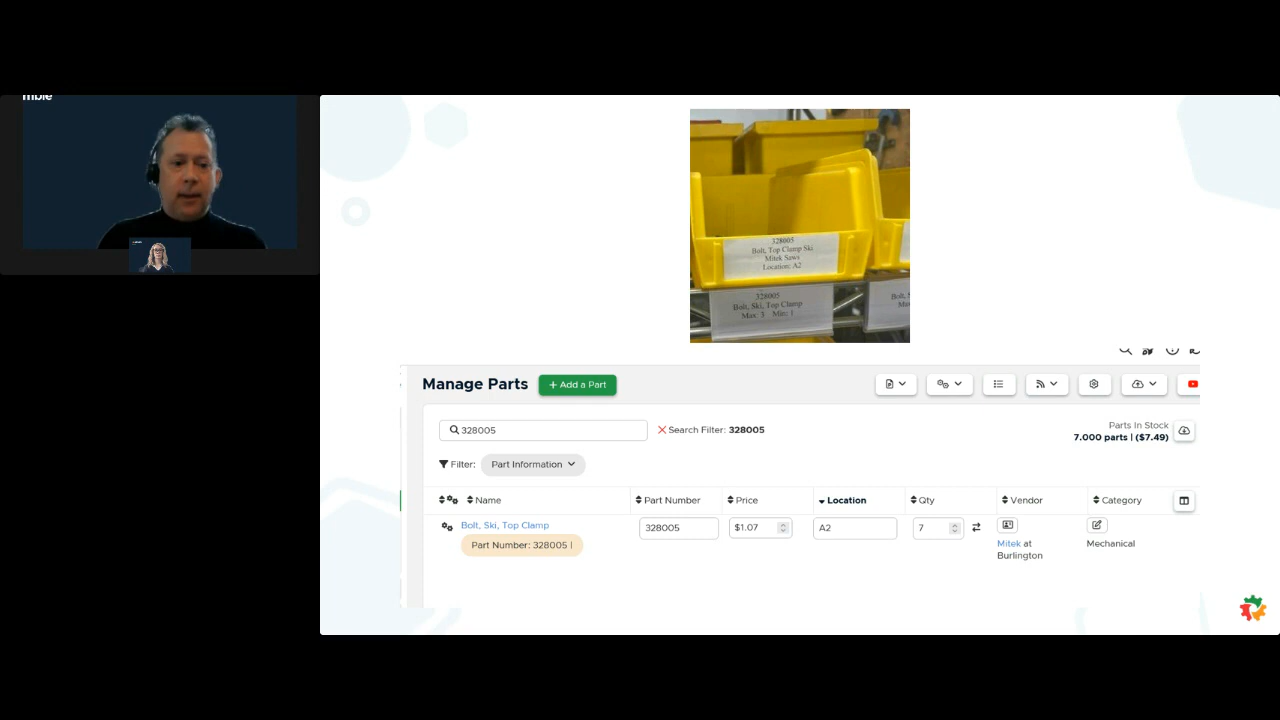 328005
Bolt, Top Clamp Ski
Mitek Saws
Location: A2
328005
Bolt, Ski, Top Clamp
Max: 3 Min: 1
Manage Parts
+ Add a Part
328005
Search Filter: 328005
Parts In Stock
7.000 parts | ($7.49)
Filter: Part Information
Name Part Number Price Location Qty Vendor Category
Bolt, Ski, Top Clamp 328005 $1.07 A2 7
Part Number: 328005 |
Mitek at
Burlington
Mechanical